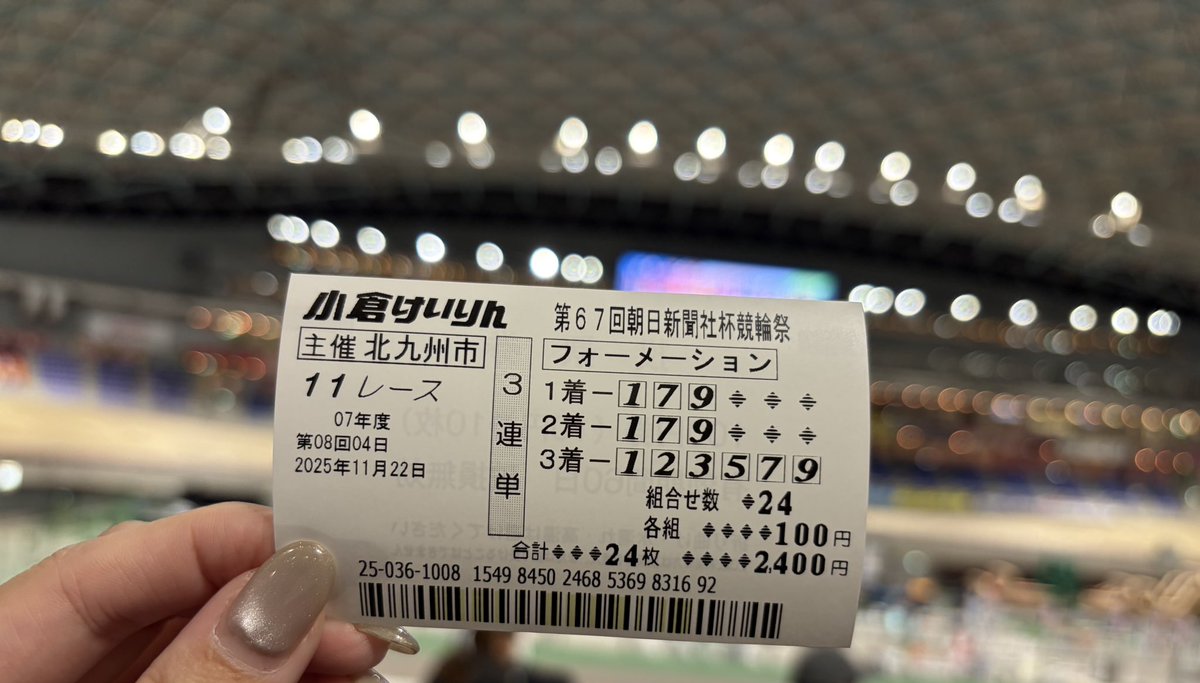 小倉けいりん
第67回朝日新聞社杯競輪祭
主催 北九州市
11レース
07年度
第08回04日
2025年11月22日
3連単
フォーメーション
1着－179
2着－179
3着－123579
組合せ数 24
各組 100円
合計 24枚 2,400円
25-036-1008 1549 8450 2468 5369 8316 92